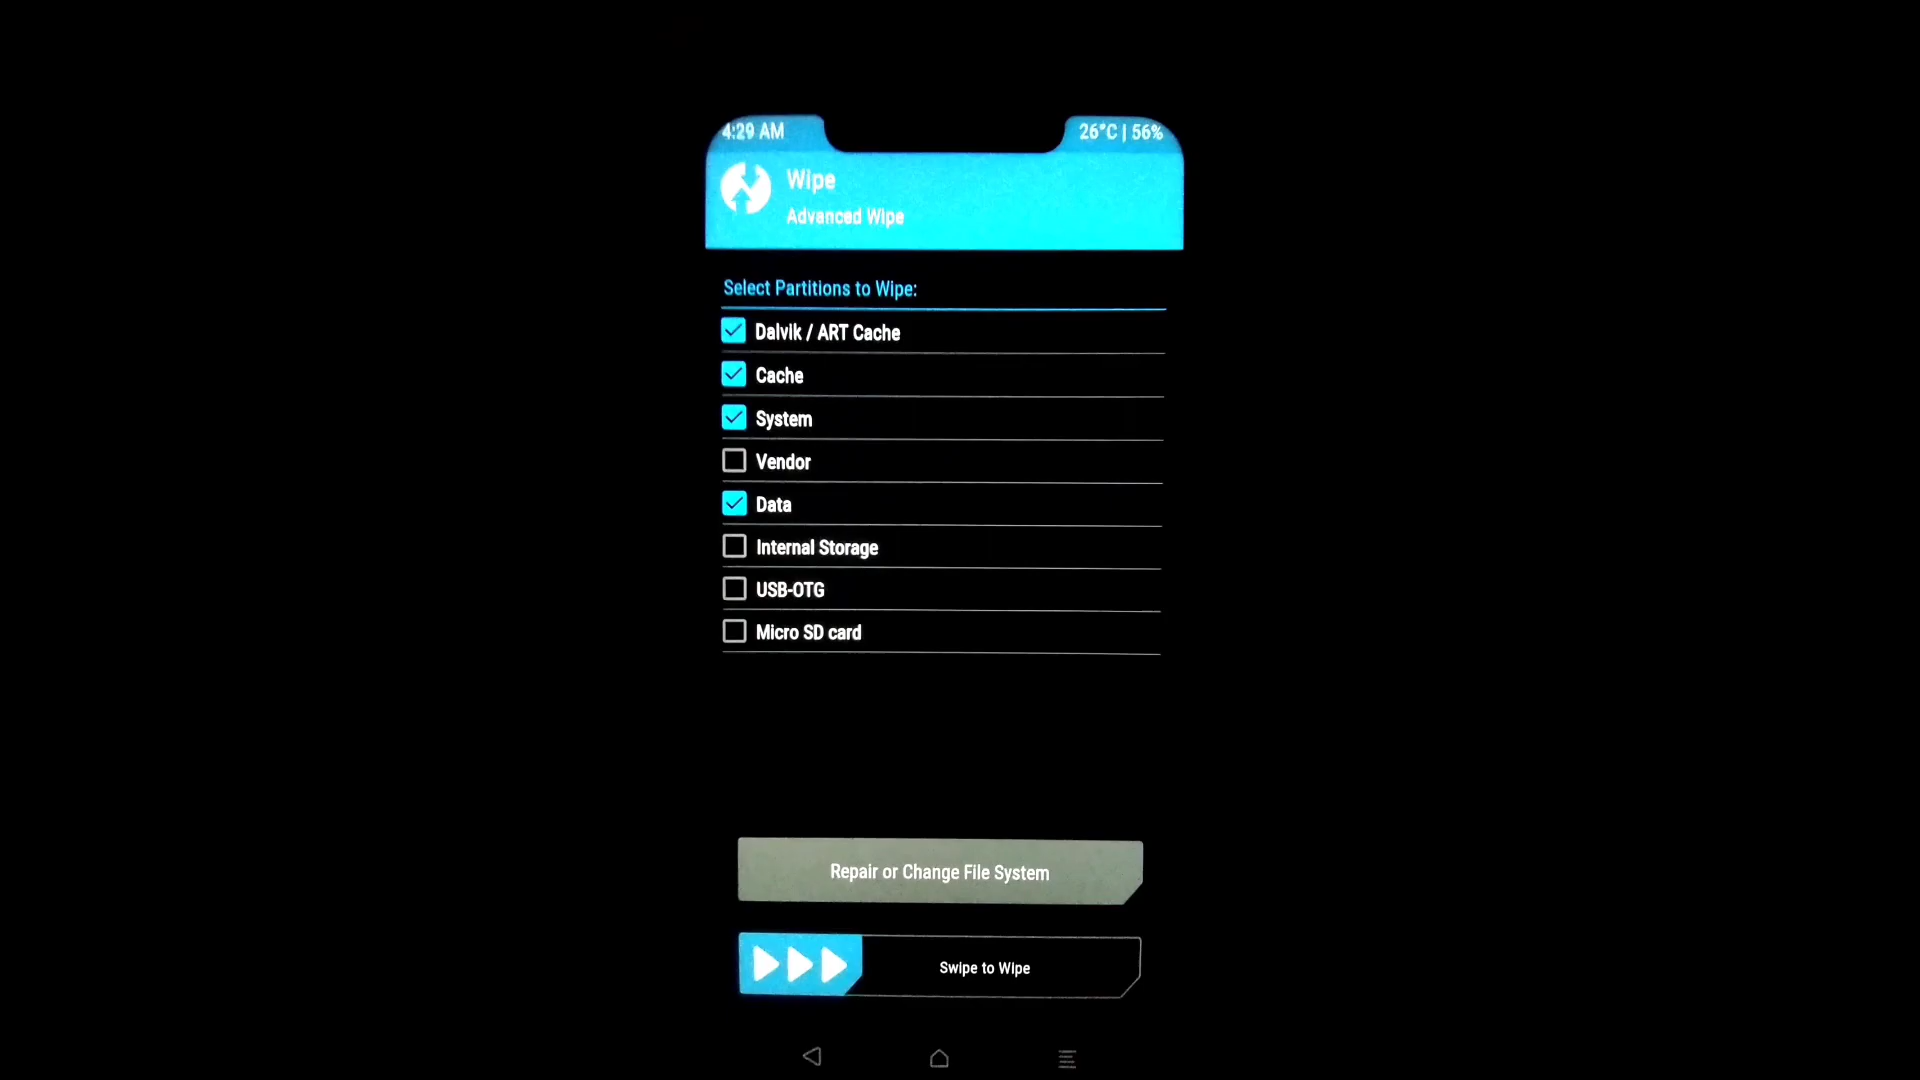 4:29 AM
26°C | 56%
Wipe
Advanced Wipe
Select Partitions to Wipe:
Dalvik / ART Cache
Cache
System
Vendor
Data
Internal Storage
USB-OTG
Micro SD card
Repair or Change File System
Swipe to Wipe